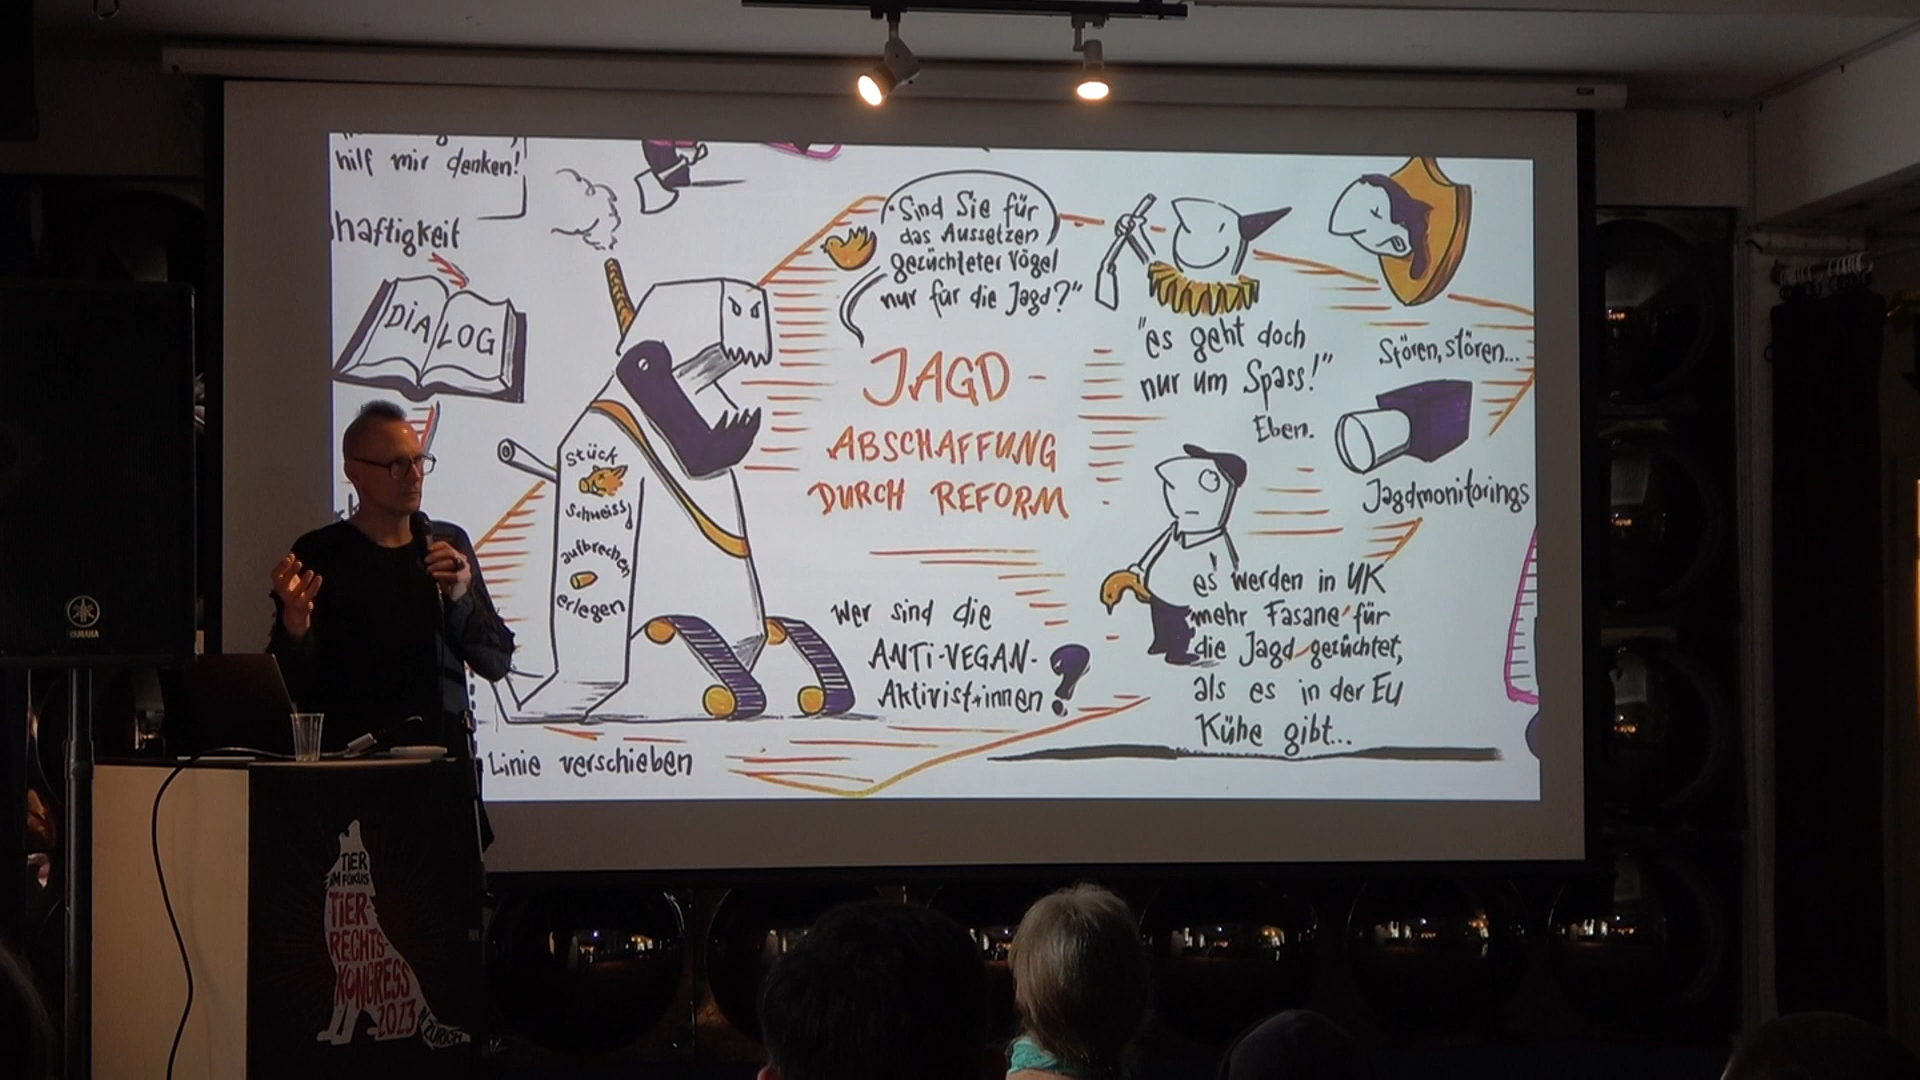 hilf mir denken!
haftigkeit
DIALOG
Stück
Schweiss
aufbrechen
erlegen
Linie verschieben
"Sind Sie für
das Aussetzen
gezüchteter Vögel
nur für die Jagd?"
JAGD-
ABSCHAFFUNG
DURCH REFORM
Wer sind die
ANTI-VEGAN-
Aktivist*innen?
"es geht doch
nur um Spass!"
Eben.
Stören, stören...
Jagdmonitorings
es werden in UK
mehr Fasane für
die Jagd gezüchtet,
als es in der EU
Kühe gibt...
YAMAHA
TIER
IM FOKUS
TIER-
RECHTS-
KONGRESS
2023
ZÜRICH